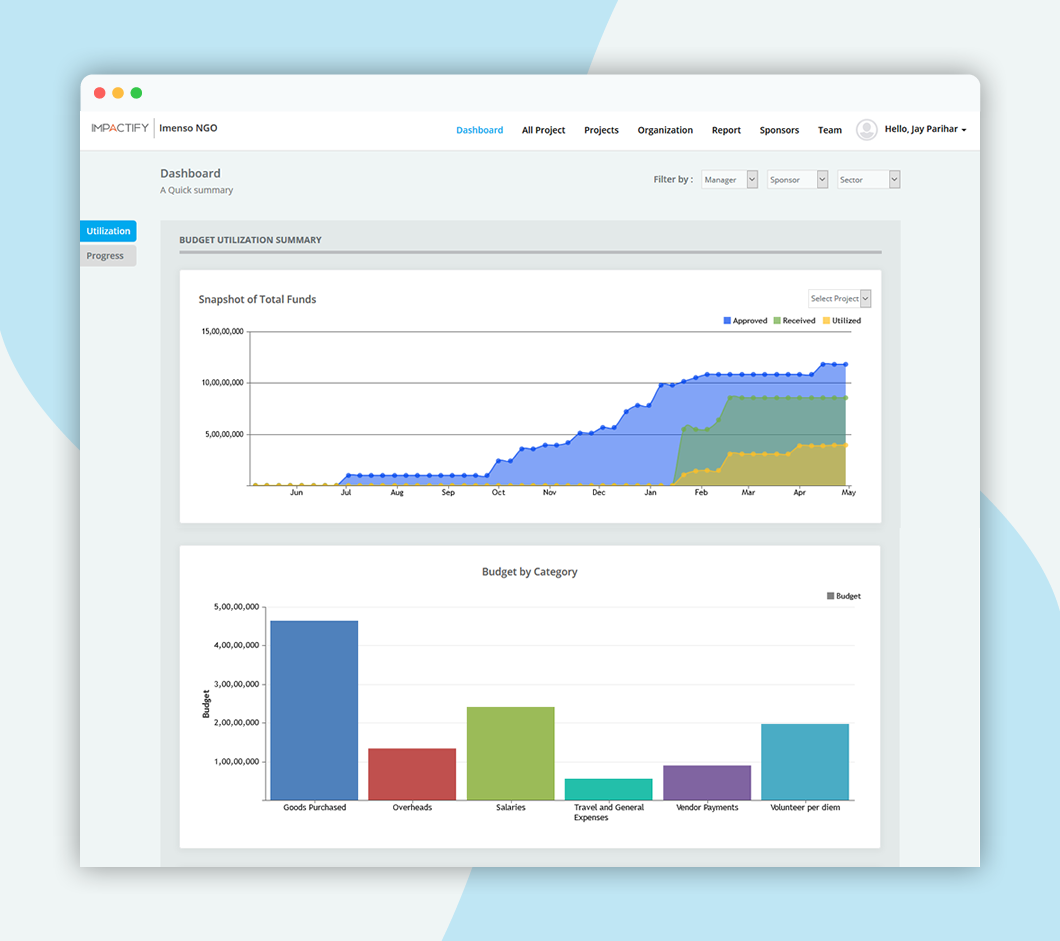 IMPACTIFY | Imenso NGO
Dashboard All Project Projects Organization Report Sponsors Team Hello, Jay Parihar
Dashboard
A Quick summary
Filter by : Manager Sponsor Sector
Utilization
Progress
BUDGET UTILIZATION SUMMARY
Snapshot of Total Funds
Select Project
Approved Received Utilized
15,00,00,000
10,00,00,000
5,00,00,000
Jun Jul Aug Sep Oct Nov Dec Jan Feb Mar Apr May
Budget by Category
Budget
5,00,00,000
4,00,00,000
3,00,00,000
2,00,00,000
1,00,00,000
Budget
Goods Purchased Overheads Salaries Travel and General Vendor Payments Volunteer per diem
Expenses